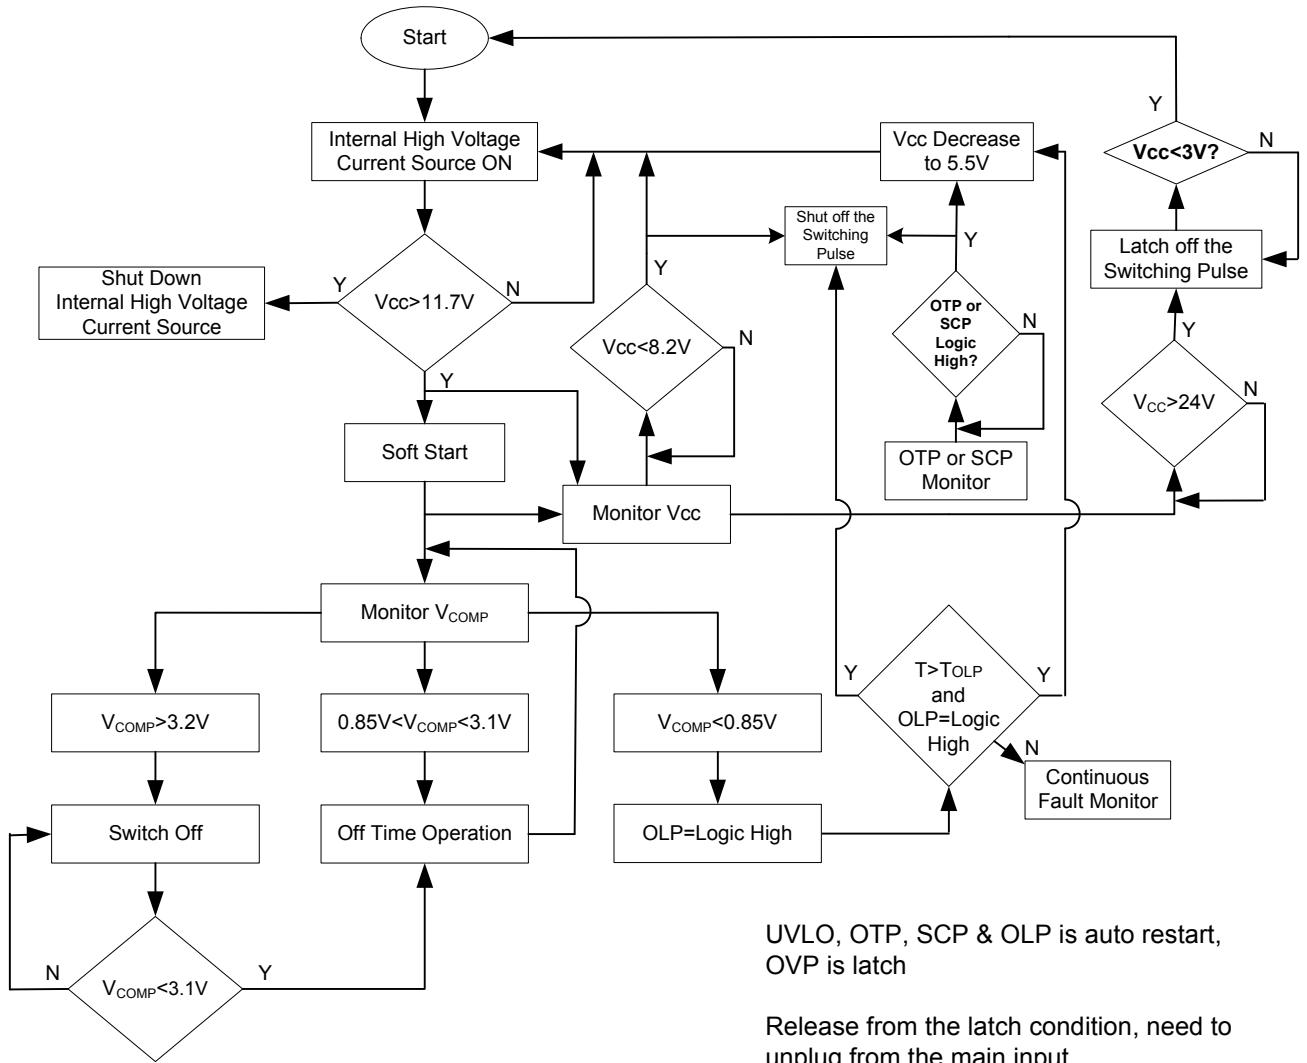 Start
Internal High Voltage
Current Source ON
Vcc Decrease
to 5.5V
Y
Vcc<3V?
N
Shut off the
Switching
Pulse
Y
Latch off the
Switching Pulse
Shut Down
Internal High Voltage
Current Source
Y
Vcc>11.7V
N
Y
Vcc<8.2V
N
OTP or
SCP
Logic
High?
N
Y
VCC>24V
N
Y
Soft Start
OTP or SCP
Monitor
Monitor Vcc
Monitor VCOMP
VCOMP>3.2V
0.85V<VCOMP<3.1V
VCOMP<0.85V
Y
T>TOLP
and
OLP=Logic
High
Y
N
Continuous
Fault Monitor
Switch Off
Off Time Operation
OLP=Logic High
N
VCOMP<3.1V
Y
UVLO, OTP, SCP & OLP is auto restart,
OVP is latch
Release from the latch condition, need to
unplug from the main input